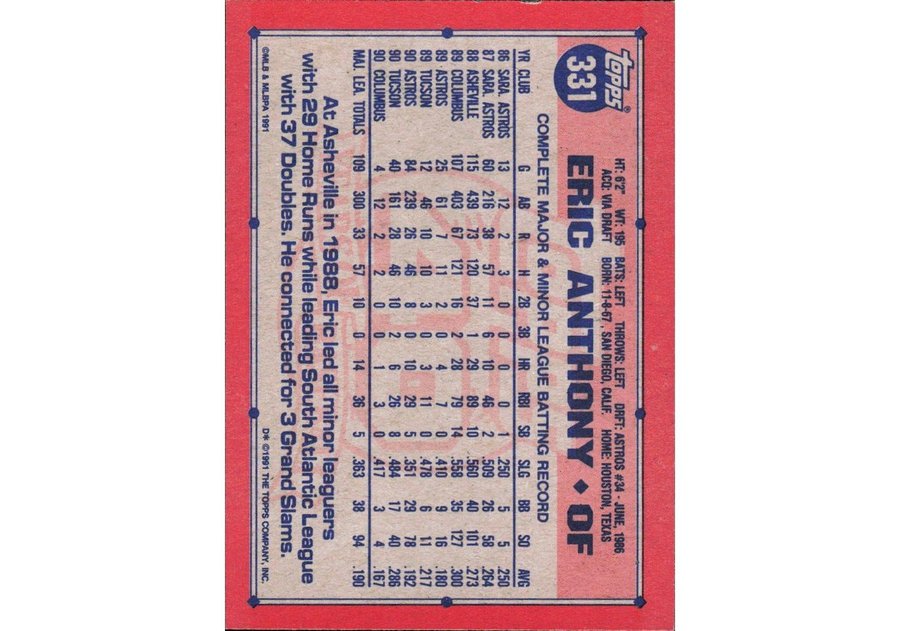 topps®
331
HT: 6'2" WT: 195 BATS: LEFT THROWS: LEFT DRFT: ASTROS #34 - JUNE, 1986
ACQ: VIA DRAFT BORN: 11-8-67, SAN DIEGO, CALIF. HOME: HOUSTON, TEXAS
ERIC ANTHONY ♦ OF
COMPLETE MAJOR & MINOR LEAGUE BATTING RECORD
YR CLUB G AB R H 2B 3B HR RBI SB SLG BB SO AVG
86 SARA. ASTROS 13 12 2 3 0 0 0 0 1 .250 5 5 .250
87 SARA. ASTROS 60 216 38 57 11 6 10 46 2 .509 26 58 .264
88 ASHEVILLE 115 439 73 120 37 1 29 89 10 .560 40 101 .273
89 COLUMBUS 107 403 67 121 16 2 28 79 14 .558 35 127 .300
89 ASTROS 25 61 7 11 2 0 4 7 0 .410 9 16 .180
89 TUCSON 12 46 10 10 3 0 3 11 0 .478 6 11 .217
90 ASTROS 84 239 26 46 8 0 10 29 5 .351 29 78 .192
90 TUCSON 40 161 28 46 10 2 6 26 8 .484 17 40 .286
90 COLUMBUS 4 12 2 2 0 0 1 3 0 .417 3 4 .167
MAJ. LEA. TOTALS 109 300 33 57 10 0 14 36 5 .363 38 94 .190
At Asheville in 1988, Eric led all minor leaguers
with 29 Home Runs while leading South Atlantic League
with 37 Doubles. He connected for 3 Grand Slams.
©MLB & MLBPA 1991
D* ©1991 THE TOPPS COMPANY, INC.